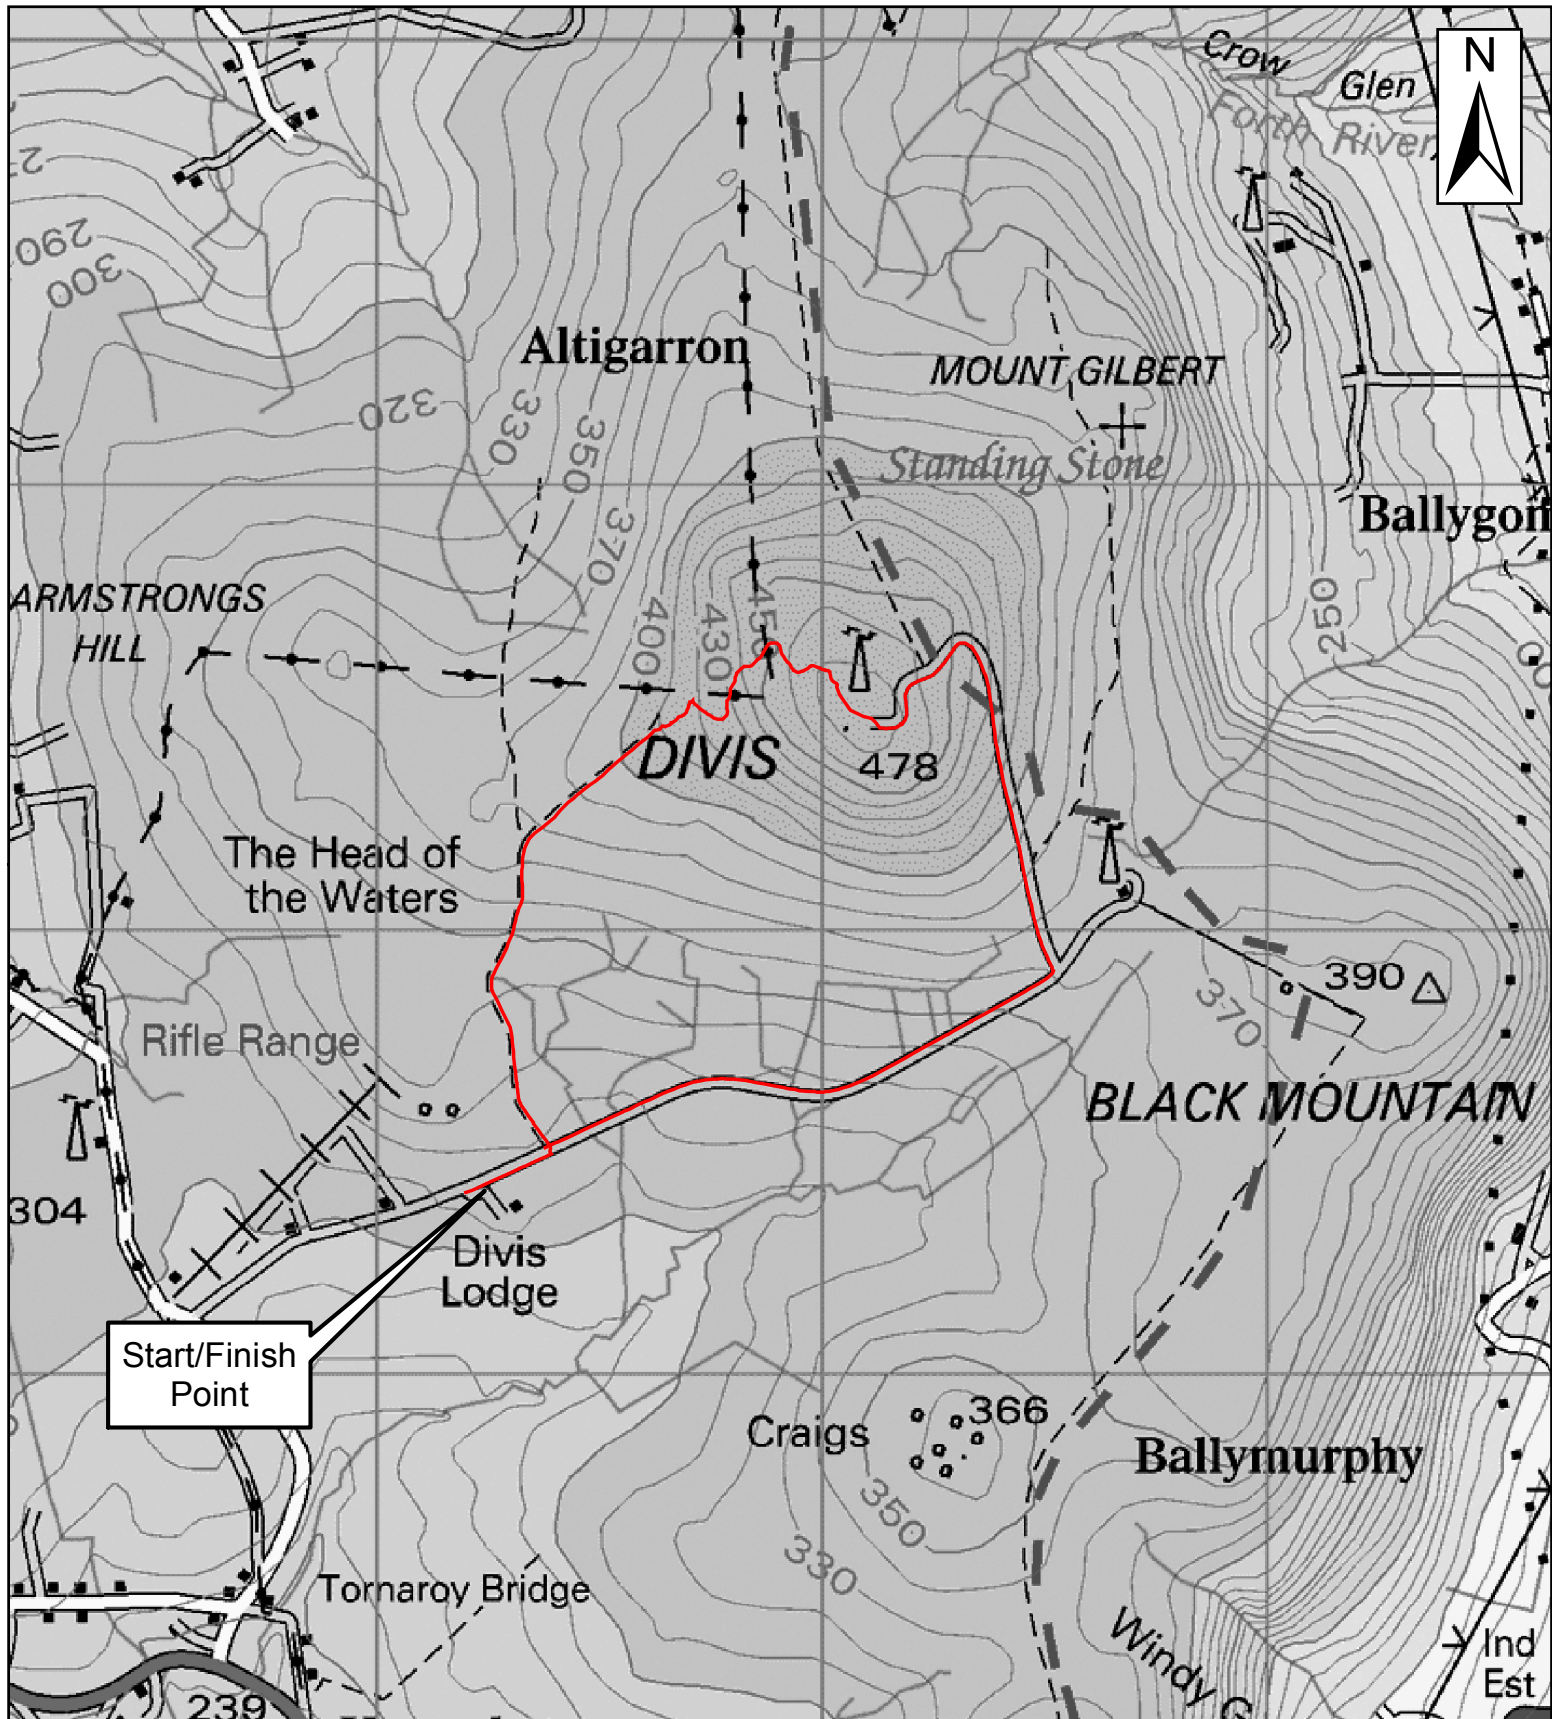 N
Crow
Glen
Forth River
290
300
Altigarron
MOUNT GILBERT
320
330
350
370
Standing Stone
Ballygon
ARMSTRONGS
HILL
250
400
430
450
DIVIS
478
The Head of
the Waters
390
370
Rifle Range
BLACK MOUNTAIN
304
Divis
Lodge
Start/Finish
Point
366
Craigs
Ballymurphy
350
330
Tornaroy Bridge
Windy G
Ind
Est
239